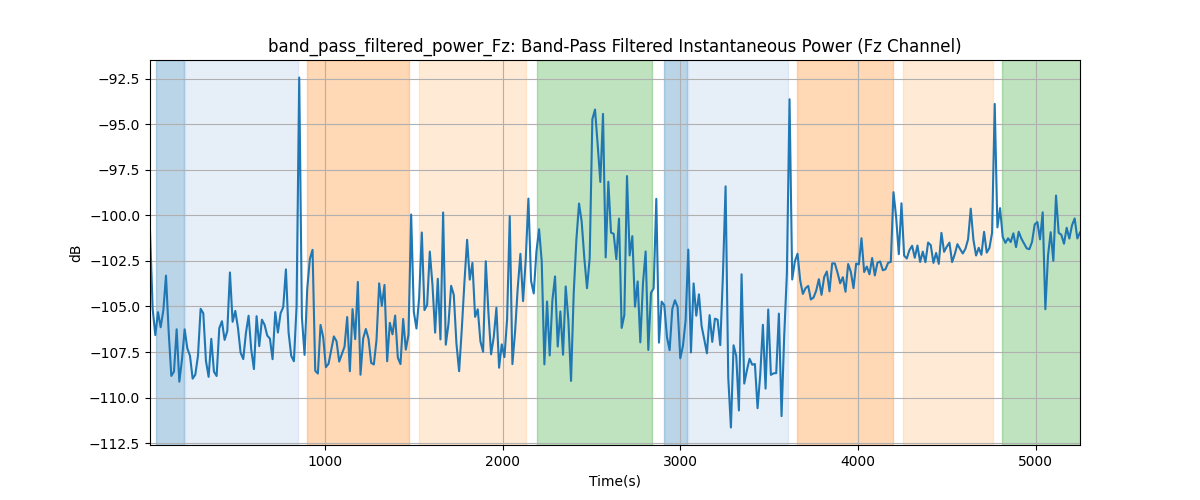 band_pass_filtered_power_Fz: Band-Pass Filtered Instantaneous Power (Fz Channel)
−92.5
−95.0
−97.5
−100.0
−102.5
−105.0
−107.5
−110.0
−112.5
dB
1000 2000 3000 4000 5000
Time(s)